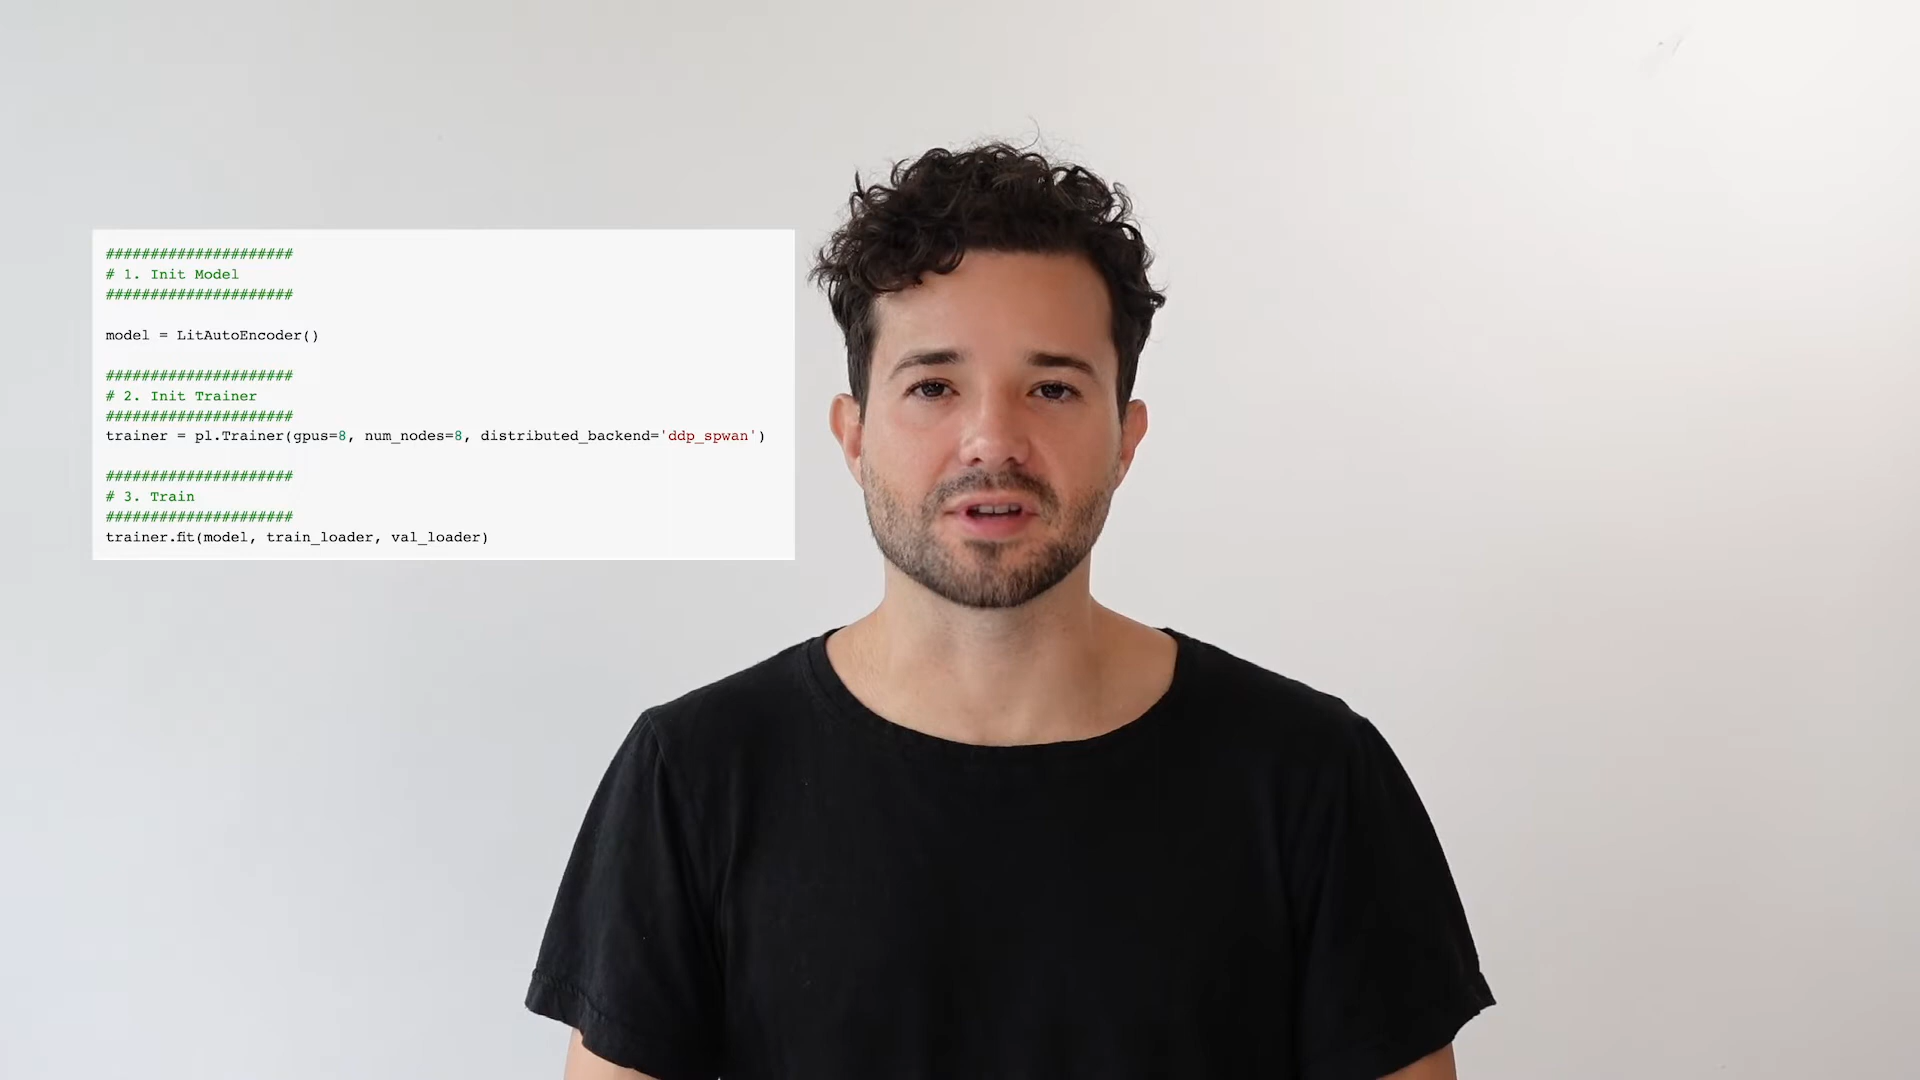 #####################
# 1. Init Model
#####################
model = LitAutoEncoder()
#####################
# 2. Init Trainer
#####################
trainer = pl.Trainer(gpus=8, num_nodes=8, distributed_backend='ddp_spwan')
#####################
# 3. Train
#####################
trainer.fit(model, train_loader, val_loader)